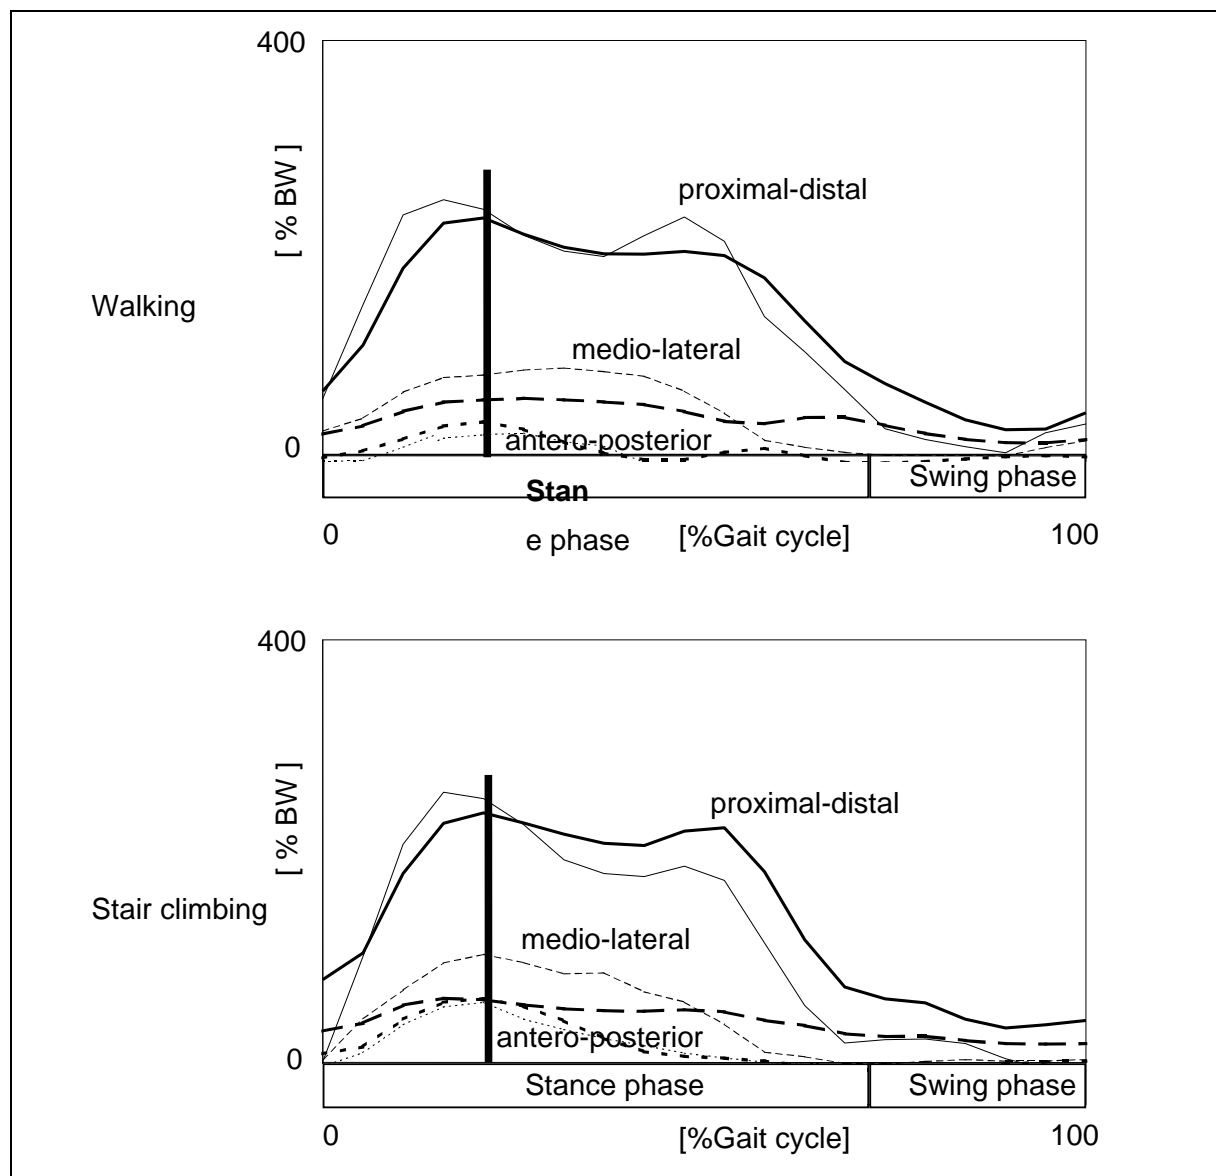 400
[ % BW ]
proximal-distal
Walking
medio-lateral
antero-posterior
0
Swing phase
Stan
e phase
0
[%Gait cycle]
100
400
[ % BW ]
proximal-distal
Stair climbing
medio-lateral
antero-posterior
0
Stance phase
Swing phase
0
[%Gait cycle]
100